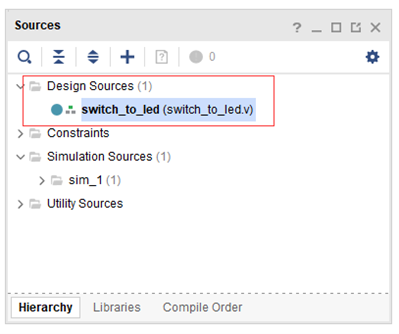 Sources
0
Design Sources (1)
switch_to_led (switch_to_led.v)
Constraints
Simulation Sources (1)
sim_1 (1)
Utility Sources
Hierarchy Libraries Compile Order